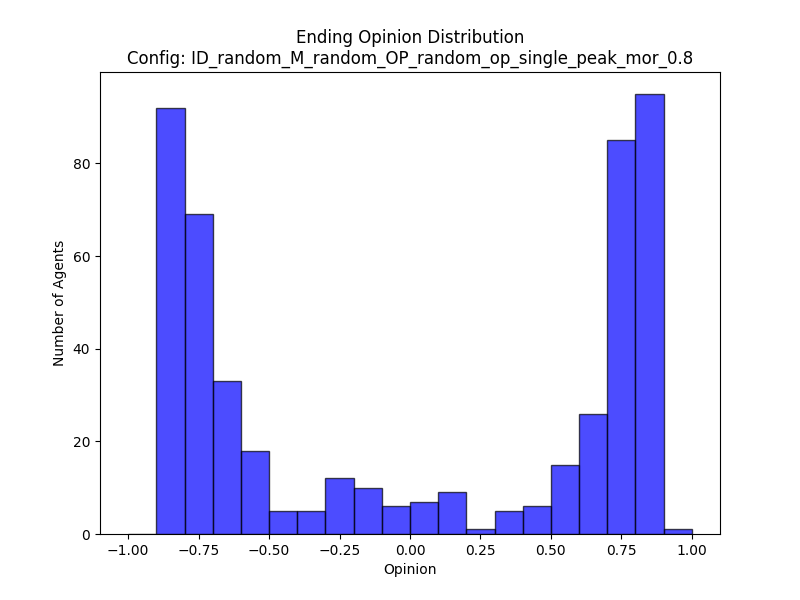 Ending Opinion Distribution
Config: ID_random_M_random_OP_random_op_single_peak_mor_0.8
Number of Agents
80
60
40
20
0
−1.00 −0.75 −0.50 −0.25 0.00 0.25 0.50 0.75 1.00
Opinion